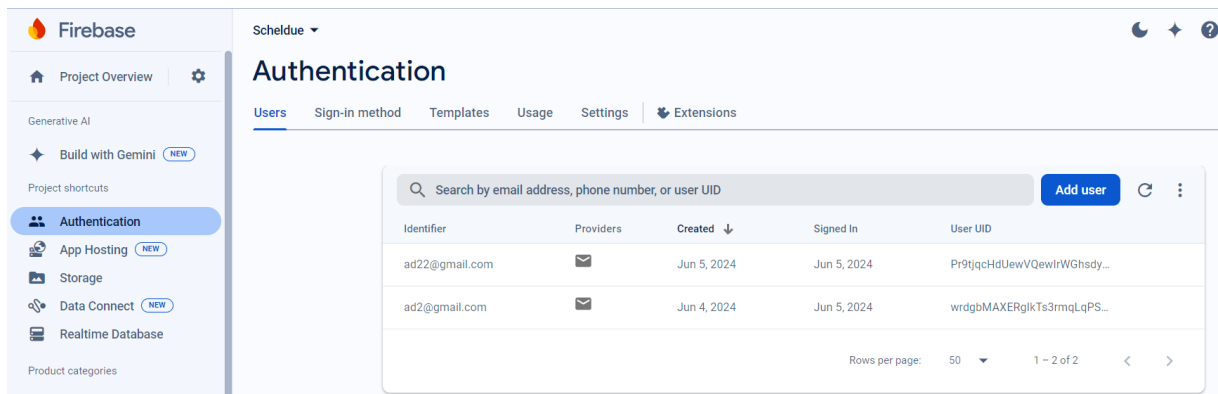 Firebase
Project Overview
Generative AI
Build with Gemini NEW
Project shortcuts
Authentication
App Hosting NEW
Storage
Data Connect NEW
Realtime Database
Product categories
Scheldue
Authentication
Users Sign-in method Templates Usage Settings Extensions
Search by email address, phone number, or user UID Add user
Identifier Providers Created Signed In User UID
ad22@gmail.com Jun 5, 2024 Jun 5, 2024 Pr9tjqcHdUewVQewIrWGhsdy...
ad2@gmail.com Jun 4, 2024 Jun 5, 2024 wrdgbMAXERglkTs3rmqLqPS...
Rows per page: 50 1 – 2 of 2